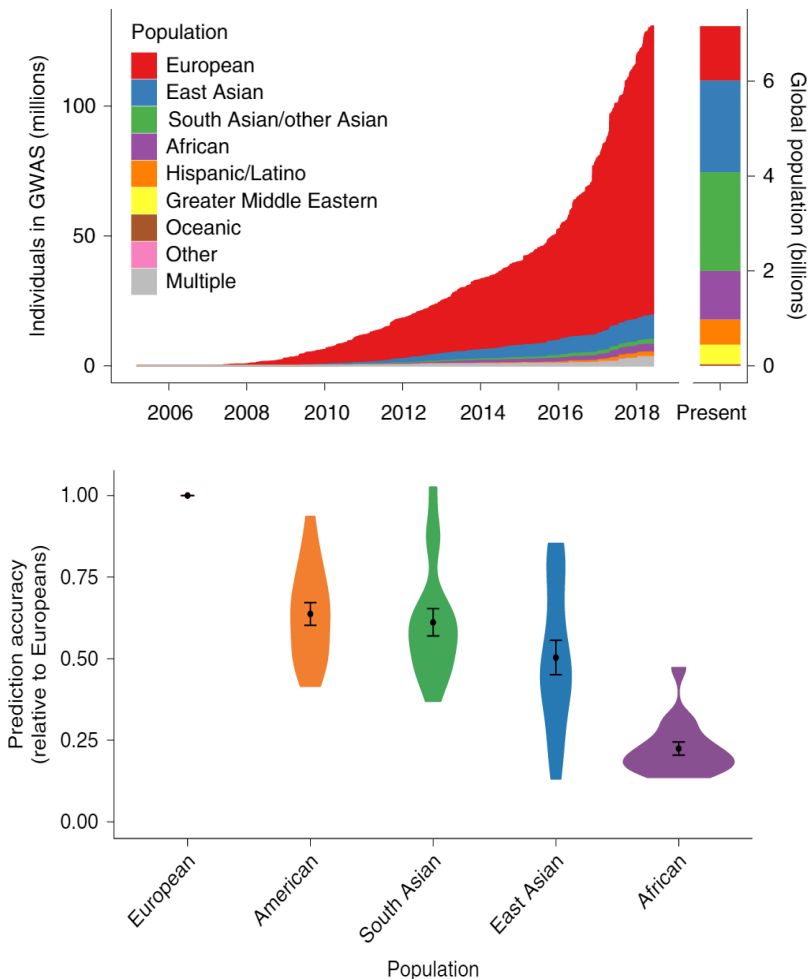 Population
European
East Asian
South Asian/other Asian
African
Hispanic/Latino
Greater Middle Eastern
Oceanic
Other
Multiple
Individuals in GWAS (millions)
100
50
0
2006 2008 2010 2012 2014 2016 2018 Present
6
4
2
0
Global population (billions)
Prediction accuracy
(relative to Europeans)
1.00
0.75
0.50
0.25
0.00
European
American
South Asian
East Asian
African
Population